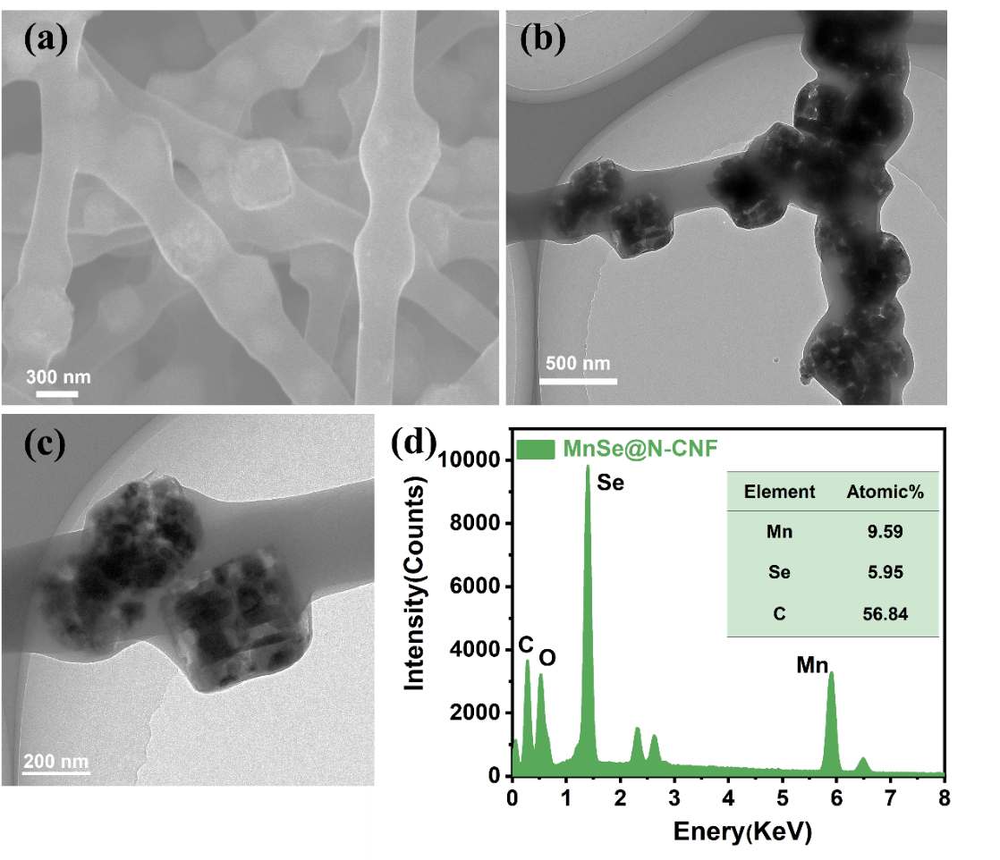 (a)
300 nm
(b)
500 nm
(c)
200 nm
(d)
MnSe@N-CNF
Intensity(Counts)
10000
8000
6000
4000
2000
0
C
O
Se
Mn
Element Atomic%
Mn 9.59
Se 5.95
C 56.84
0 1 2 3 4 5 6 7 8
Enery(KeV)